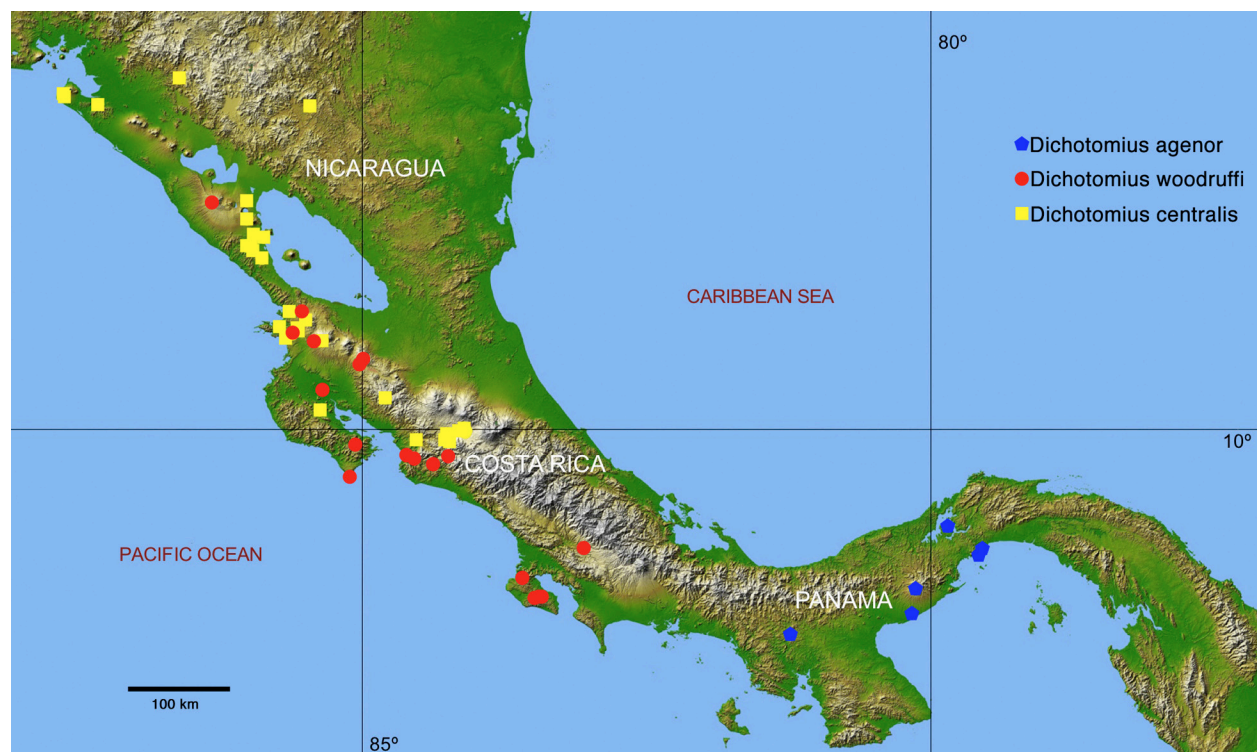 80º
NICARAGUA
Dichotomius agenor
Dichotomius woodruffi
Dichotomius centralis
CARIBBEAN SEA
10º
COSTA RICA
PACIFIC OCEAN
PANAMA
100 km
85º